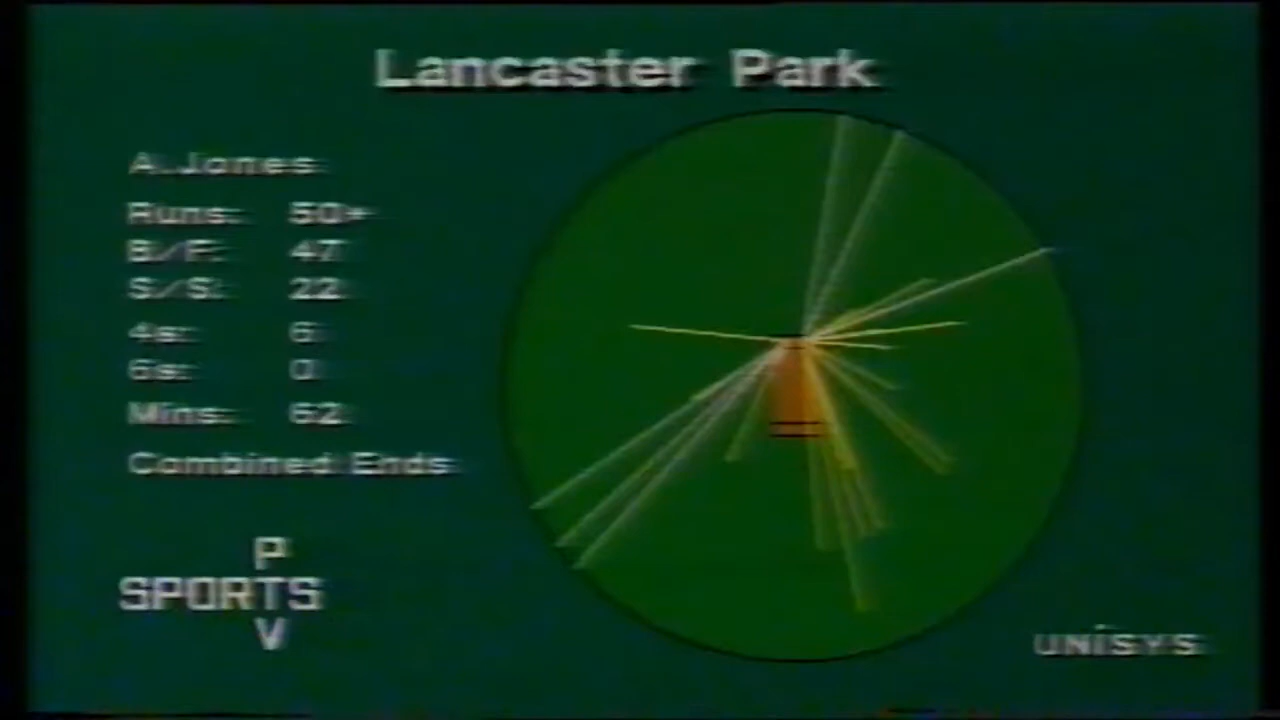 Lancaster Park
A.Jones
Runs: 50*
B/F: 47
S/S: 22
4s: 6
6s: 0
Mins: 62
Combined Ends
P
SPORTS
V
UNISYS